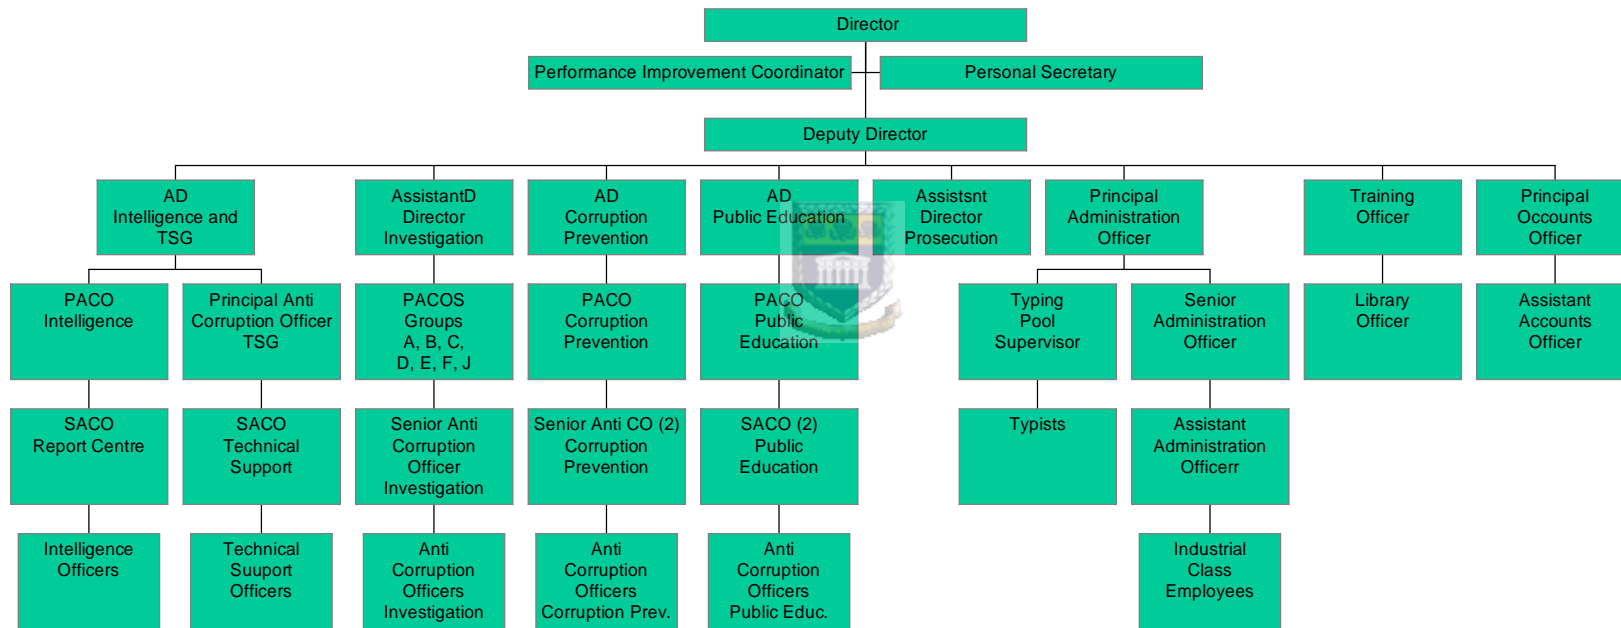 Director
Performance Improvement Coordinator
Personal Secretary
Deputy Director
AD
Intelligence and
TSG
AssistantD
Director
Investigation
AD
Corruption
Prevention
AD
Public Education
Assistsnt
Director
Prosecution
Principal
Administration
Officer
Training
Officer
Principal
Occounts
Officer
PACO
Intelligence
Principal Anti
Corruption Officer
TSG
PACOS
Groups
A, B, C,
D, E, F, J
PACO
Corruption
Prevention
PACO
Public
Education
Typing
Pool
Supervisor
Senior
Administration
Officer
Library
Officer
Assistant
Accounts
Officer
SACO
Report Centre
SACO
Technical
Support
Senior Anti
Corruption
Officer
Investigation
Senior Anti CO (2)
Corruption
Prevention
SACO (2)
Public
Education
Typists
Assistant
Administration
Officerr
Intelligence
Officers
Technical
Suuport
Officers
Anti
Corruption
Officers
Investigation
Anti
Corruption
Officers
Corruption Prev.
Anti
Corruption
Officers
Public Educ.
Industrial
Class
Employees